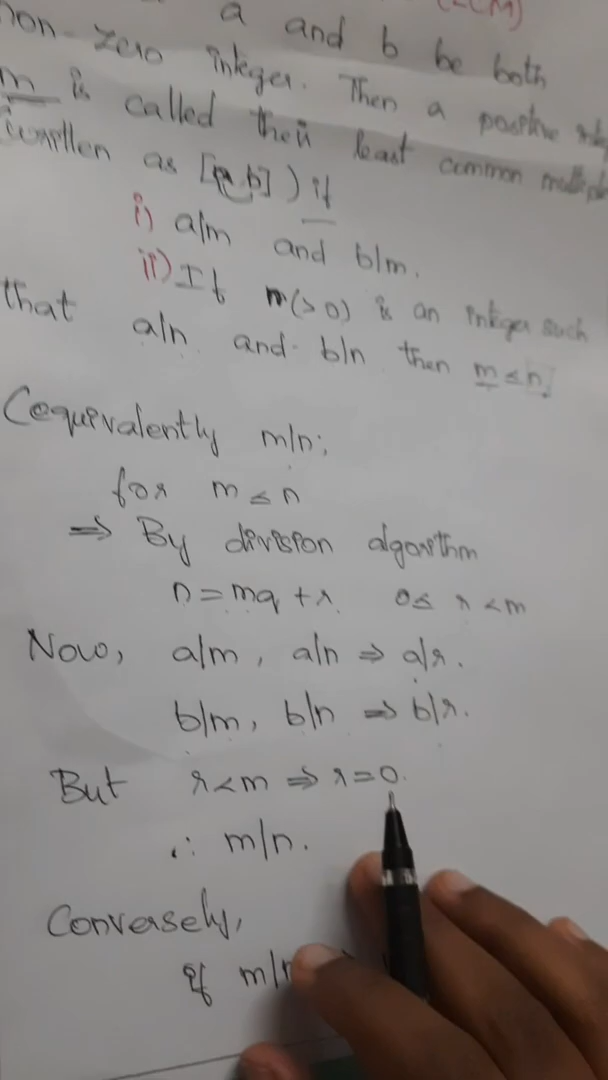 (LCM)
a and b be both
non-zero integer. Then a positive
m is called their least common
written as [a, b] ) if
i) a/m and b/m.
ii) If m(>0) is an integer such
that a/n and b/n then m ≤ n.
(equivalently m/n;
for m ≤ n
⇒ By division algorithm
n = mq + r. 0 ≤ r < m
Now, a/m, a/n ⇒ a/r.
b/m, b/n ⇒ b/r.
But r < m ⇒ r = 0.
∴ m/n.
Conversely,
if m/n